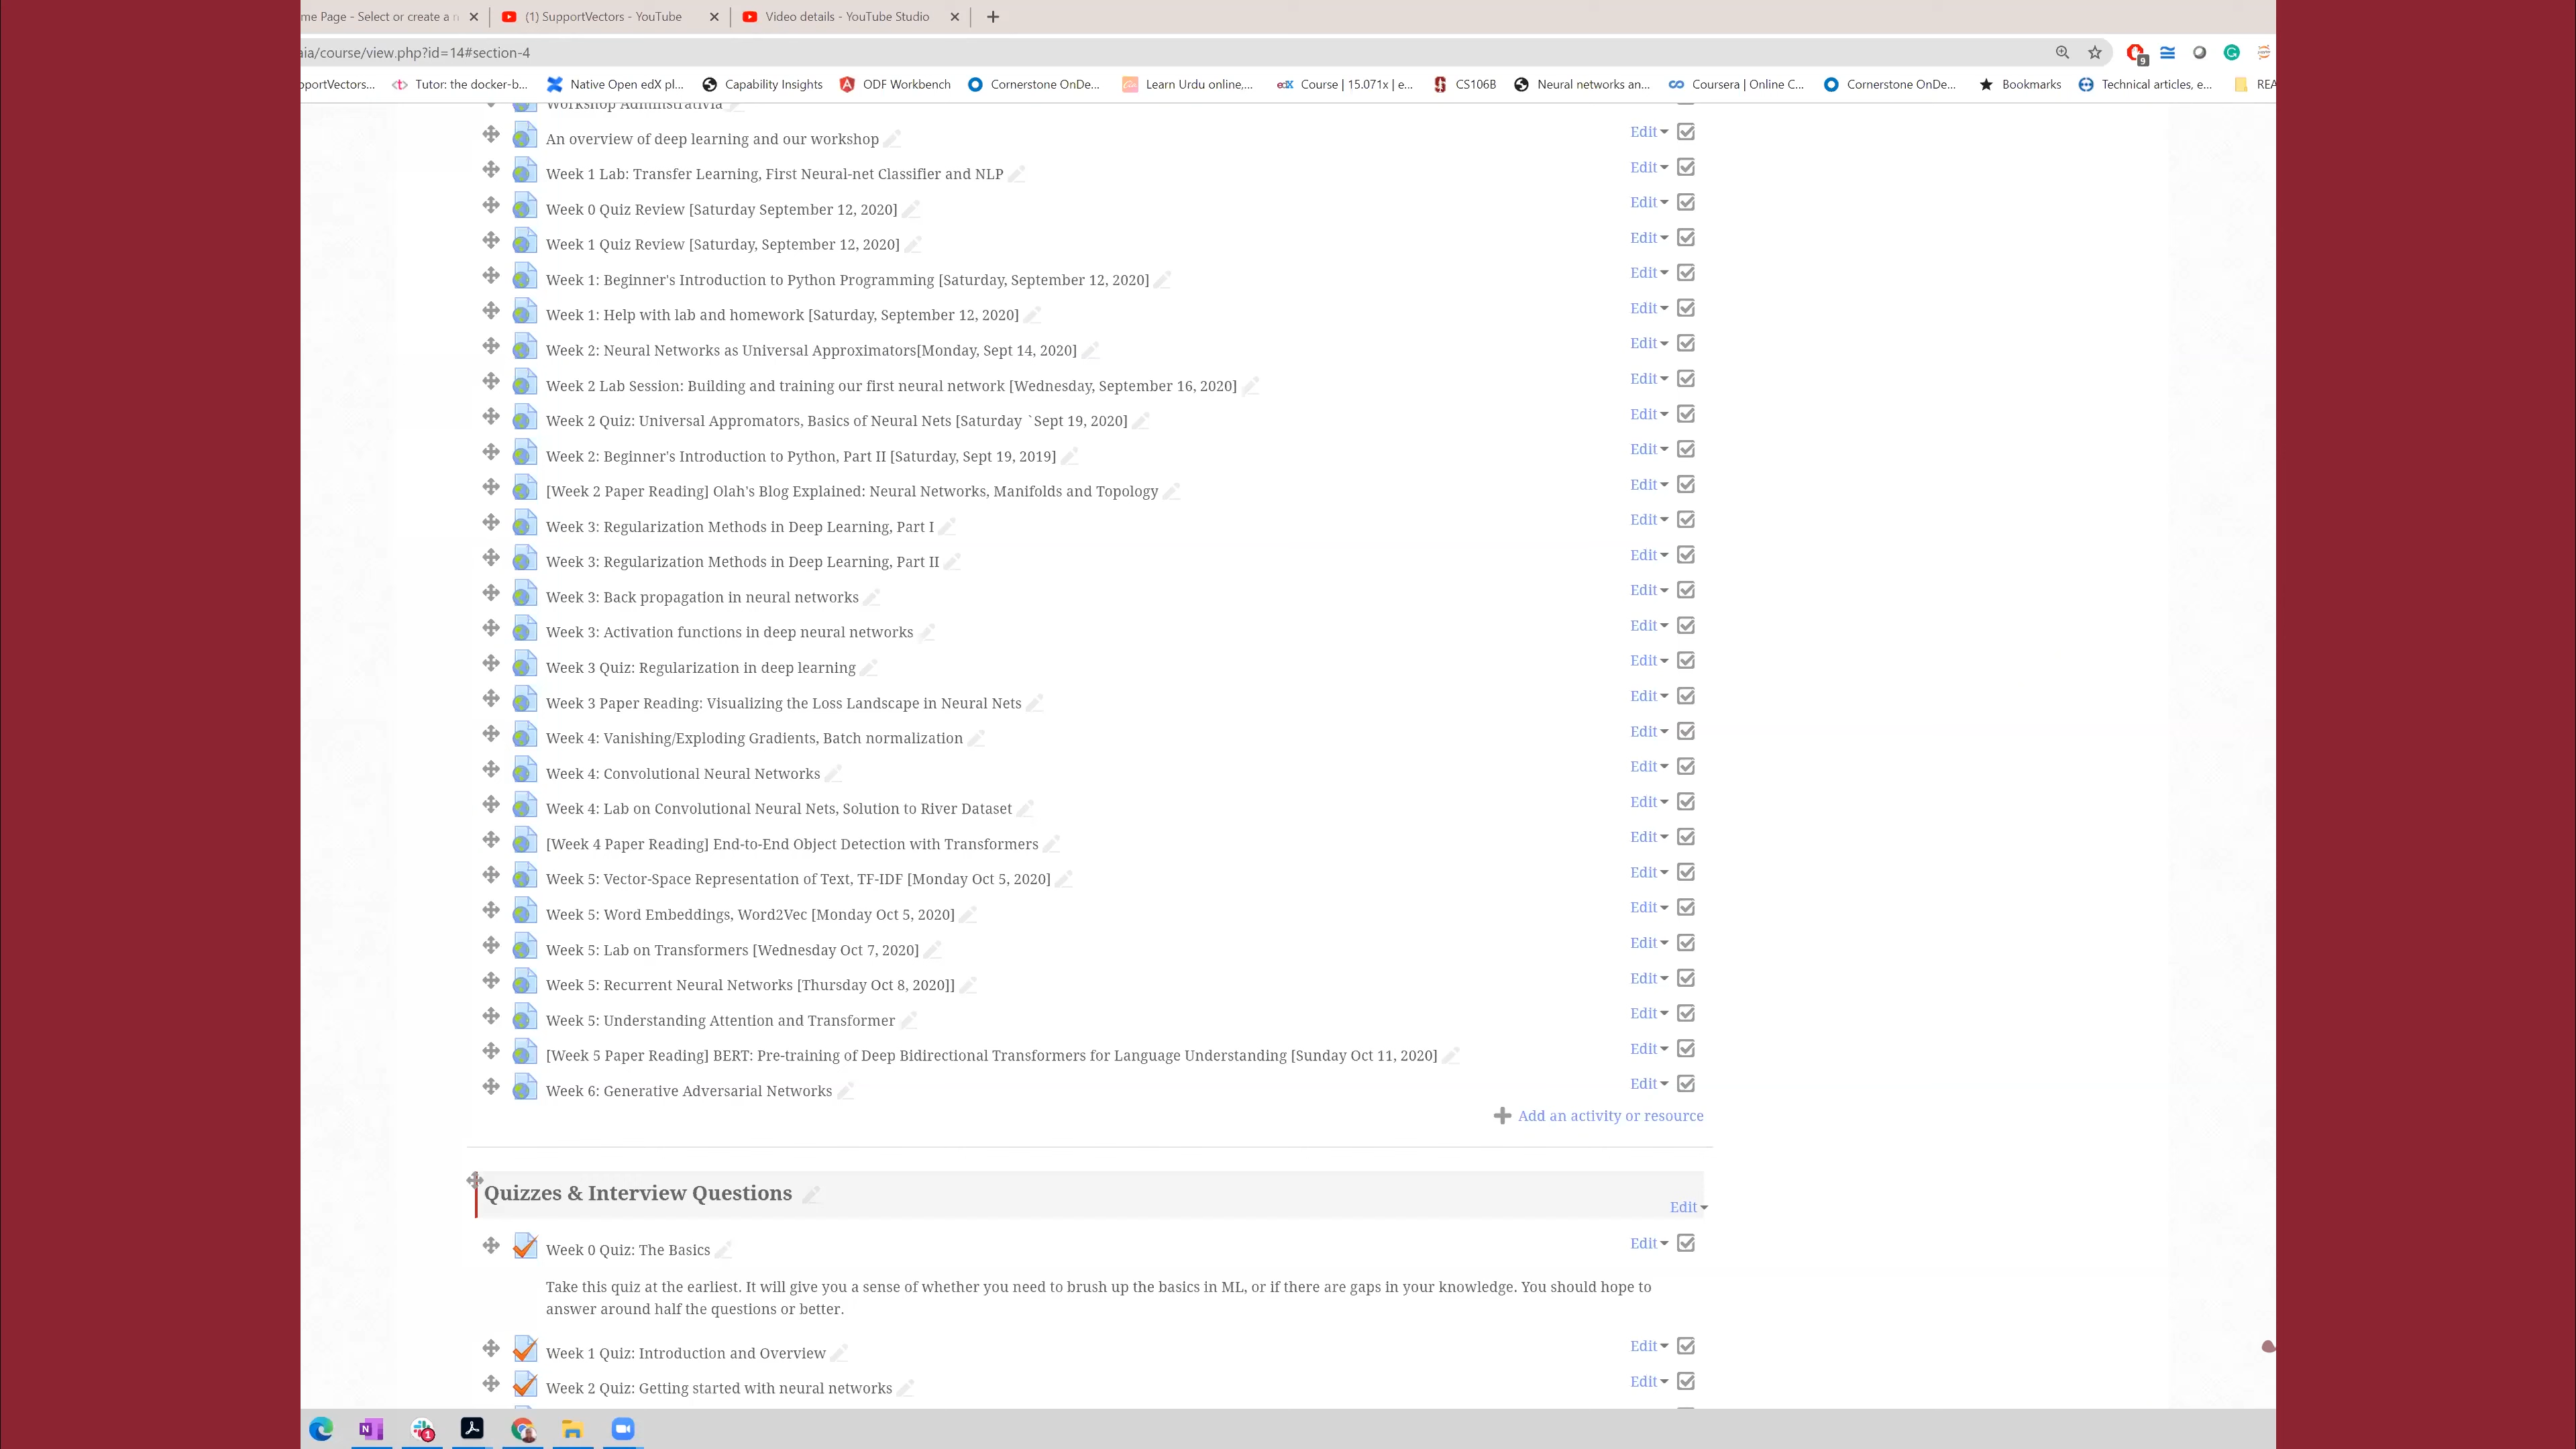 me Page - Select or create a n
(1) SupportVectors - YouTube
Video details - YouTube Studio
aia/course/view.php?id=14#section-4
9
pportVectors...
Tutor: the docker-b...
Native Open edX pl...
Capability Insights
ODF Workbench
Cornerstone OnDe...
Learn Urdu online,...
edX Course | 15.071x | e...
CS106B
Neural networks an...
Coursera | Online C...
Cornerstone OnDe...
Bookmarks
Technical articles, e...
REA
Workshop Adminstrativia
An overview of deep learning and our workshop Edit
Week 1 Lab: Transfer Learning, First Neural-net Classifier and NLP Edit
Week 0 Quiz Review [Saturday September 12, 2020] Edit
Week 1 Quiz Review [Saturday, September 12, 2020] Edit
Week 1: Beginner's Introduction to Python Programming [Saturday, September 12, 2020] Edit
Week 1: Help with lab and homework [Saturday, September 12, 2020] Edit
Week 2: Neural Networks as Universal Approximators[Monday, Sept 14, 2020] Edit
Week 2 Lab Session: Building and training our first neural network [Wednesday, September 16, 2020] Edit
Week 2 Quiz: Universal Appromators, Basics of Neural Nets [Saturday `Sept 19, 2020] Edit
Week 2: Beginner's Introduction to Python, Part II [Saturday, Sept 19, 2019] Edit
[Week 2 Paper Reading] Olah's Blog Explained: Neural Networks, Manifolds and Topology Edit
Week 3: Regularization Methods in Deep Learning, Part I Edit
Week 3: Regularization Methods in Deep Learning, Part II Edit
Week 3: Back propagation in neural networks Edit
Week 3: Activation functions in deep neural networks Edit
Week 3 Quiz: Regularization in deep learning Edit
Week 3 Paper Reading: Visualizing the Loss Landscape in Neural Nets Edit
Week 4: Vanishing/Exploding Gradients, Batch normalization Edit
Week 4: Convolutional Neural Networks Edit
Week 4: Lab on Convolutional Neural Nets, Solution to River Dataset Edit
[Week 4 Paper Reading] End-to-End Object Detection with Transformers Edit
Week 5: Vector-Space Representation of Text, TF-IDF [Monday Oct 5, 2020] Edit
Week 5: Word Embeddings, Word2Vec [Monday Oct 5, 2020] Edit
Week 5: Lab on Transformers [Wednesday Oct 7, 2020] Edit
Week 5: Recurrent Neural Networks [Thursday Oct 8, 2020]] Edit
Week 5: Understanding Attention and Transformer Edit
[Week 5 Paper Reading] BERT: Pre-training of Deep Bidirectional Transformers for Language Understanding [Sunday Oct 11, 2020] Edit
Week 6: Generative Adversarial Networks Edit
Add an activity or resource
Quizzes & Interview Questions
Edit
Week 0 Quiz: The Basics Edit
Take this quiz at the earliest. It will give you a sense of whether you need to brush up the basics in ML, or if there are gaps in your knowledge. You should hope to
answer around half the questions or better.
Week 1 Quiz: Introduction and Overview Edit
Week 2 Quiz: Getting started with neural networks Edit
N
1